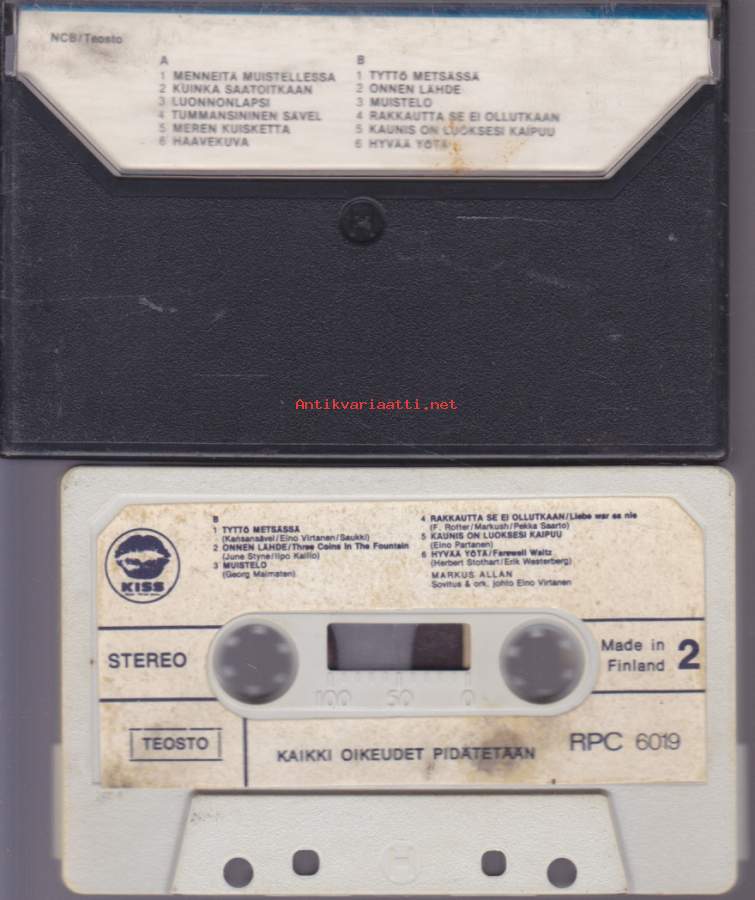 NCB/Teosto
A
1 MENNEITÄ MUISTELLESSA
2 KUINKA SAATOITKAAN
3 LUONNONLAPSI
4 TUMMANSININEN SÄVEL
5 MEREN KUISKETTA
6 HAAVEKUVA
B
1 TYTTÖ METSÄSSÄ
2 ONNEN LÄHDE
3 MUISTELO
4 RAKKAUTTA SE EI OLLUTKAAN
5 KAUNIS ON LUOKSESI KAIPUU
6 HYVÄÄ YÖTÄ
Antikvariaatti.net
KISS
B
1 TYTTÖ METSÄSSÄ
(Kansansävel/Eino Virtanen/Saukki)
2 ONNEN LÄHDE/Three Coins In The Fountain
(June Styne/Ilpo Kallio)
3 MUISTELO
(Georg Malmsten)
4 RAKKAUTTA SE EI OLLUTKAAN/Liebe war es nie
(F. Rotter/Markush/Pekka Saarto)
5 KAUNIS ON LUOKSESI KAIPUU
(Eino Partanen)
6 HYVÄÄ YÖTÄ/Farewell Waltz
(Herbert Stothart/Erik Westerberg)
MARKUS ALLAN
Sovitus & ork. johto Eino Virtanen
STEREO
100 50 0
Made in
Finland
2
TEOSTO
KAIKKI OIKEUDET PIDÄTETÄÄN
RPC 6019